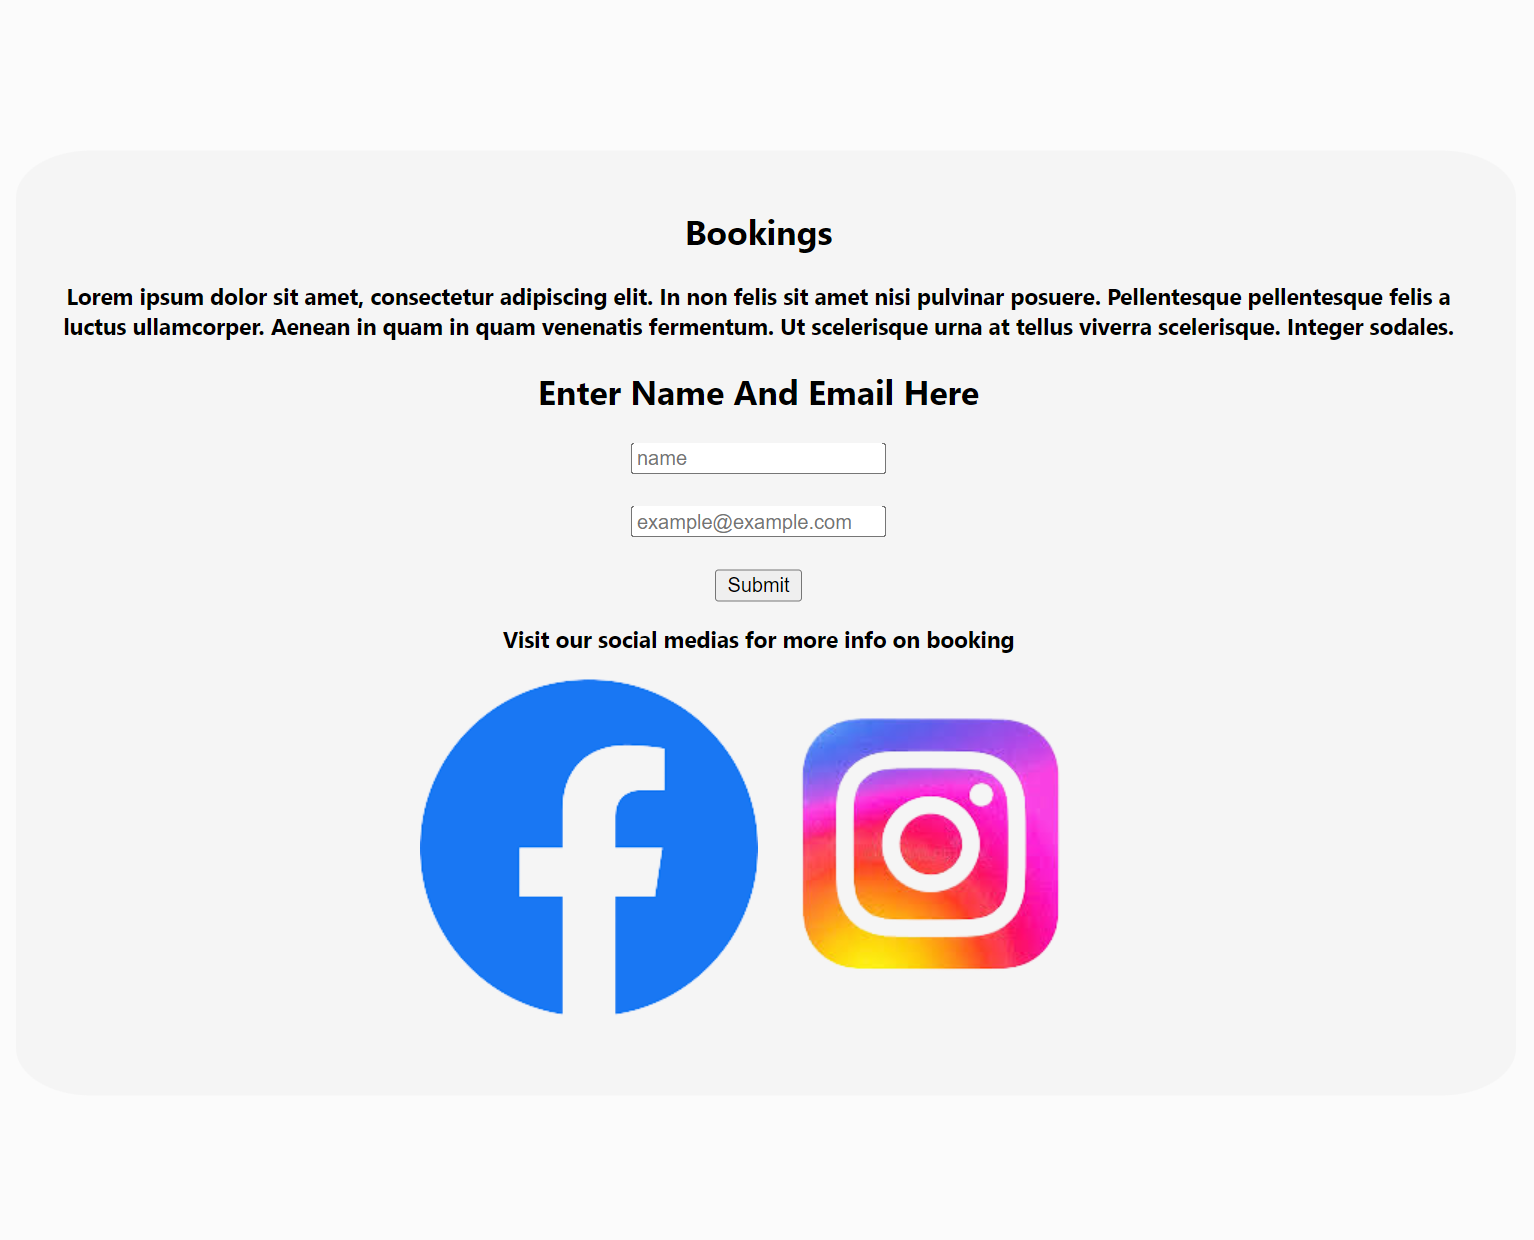 Bookings
Lorem ipsum dolor sit amet, consectetur adipiscing elit. In non felis sit amet nisi pulvinar posuere. Pellentesque pellentesque felis a
luctus ullamcorper. Aenean in quam in quam venenatis fermentum. Ut scelerisque urna at tellus viverra scelerisque. Integer sodales.
Enter Name And Email Here
name
example@example.com
Submit
Visit our social medias for more info on booking